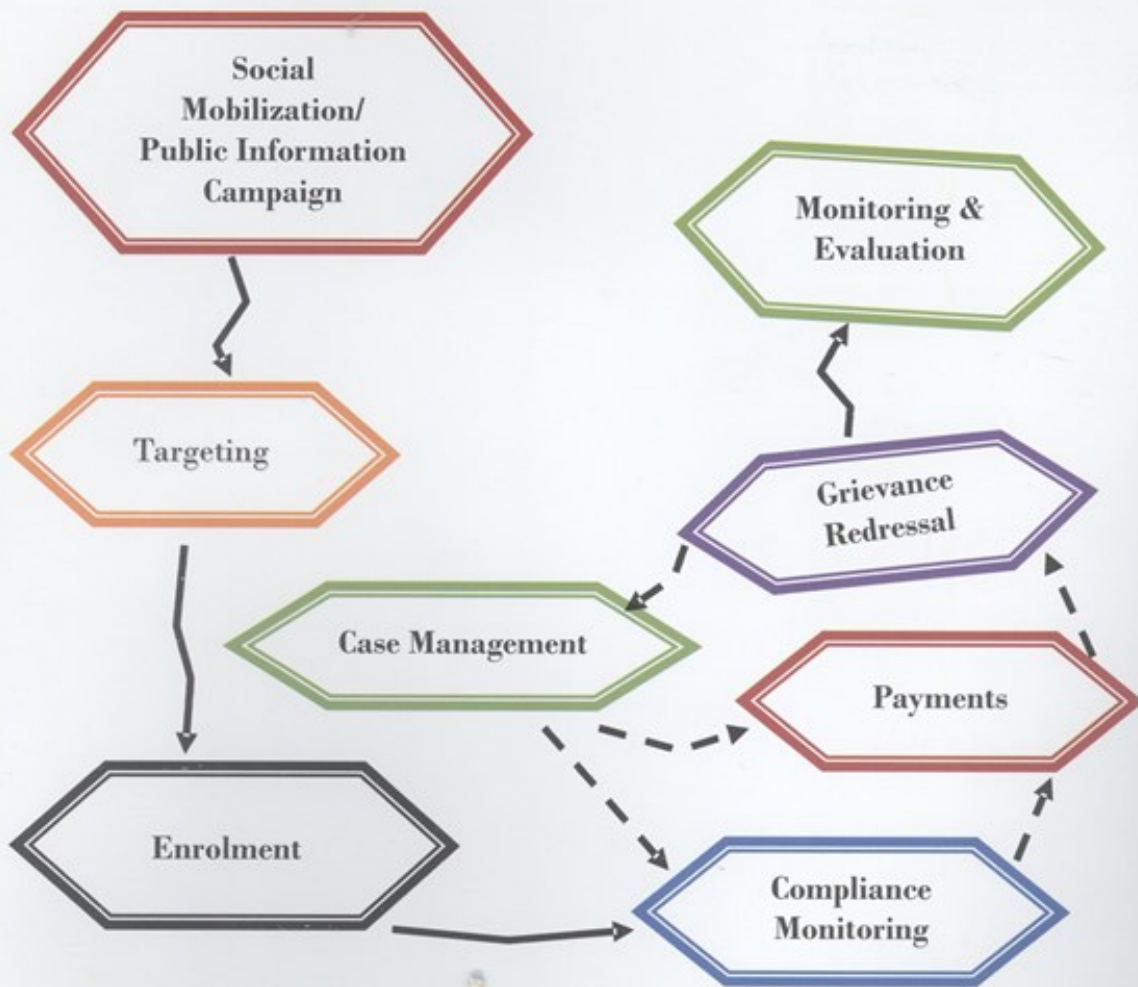 Social
Mobilization/
Public Information
Campaign
Monitoring &
Evaluation
Targeting
Grievance
Redressal
Case Management
Payments
Enrolment
Compliance
Monitoring